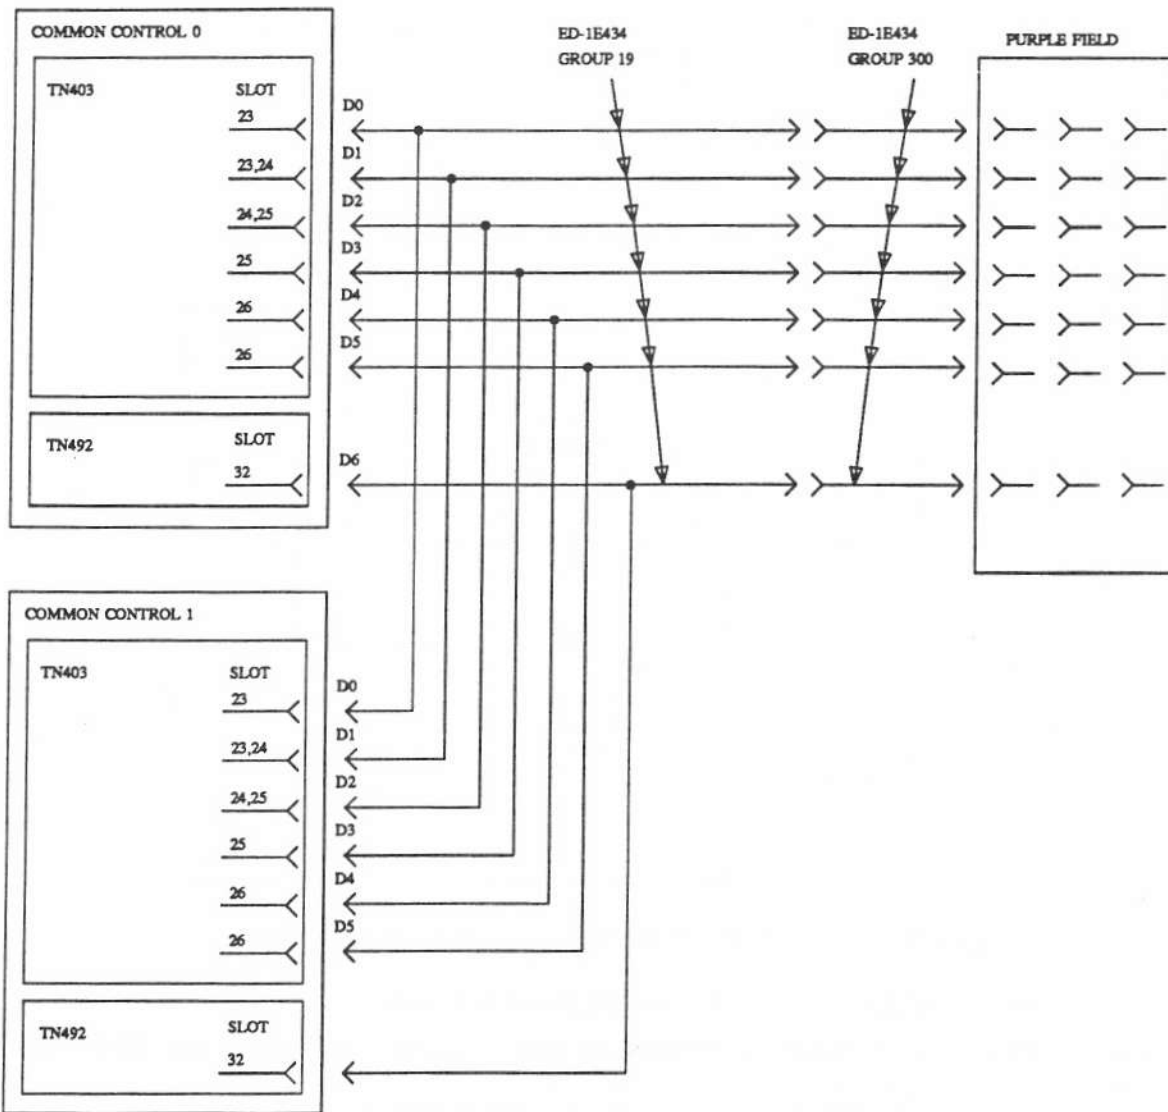 COMMON CONTROL 0
ED-1E434
GROUP 19
ED-1E434
GROUP 300
PURPLE FIELD
TN403
SLOT
23
23,24
24,25
25
26
26
D0
D1
D2
D3
D4
D5
TN492
SLOT
32
D6
COMMON CONTROL 1
TN403
SLOT
23
23,24
24,25
25
26
26
D0
D1
D2
D3
D4
D5
TN492
SLOT
32